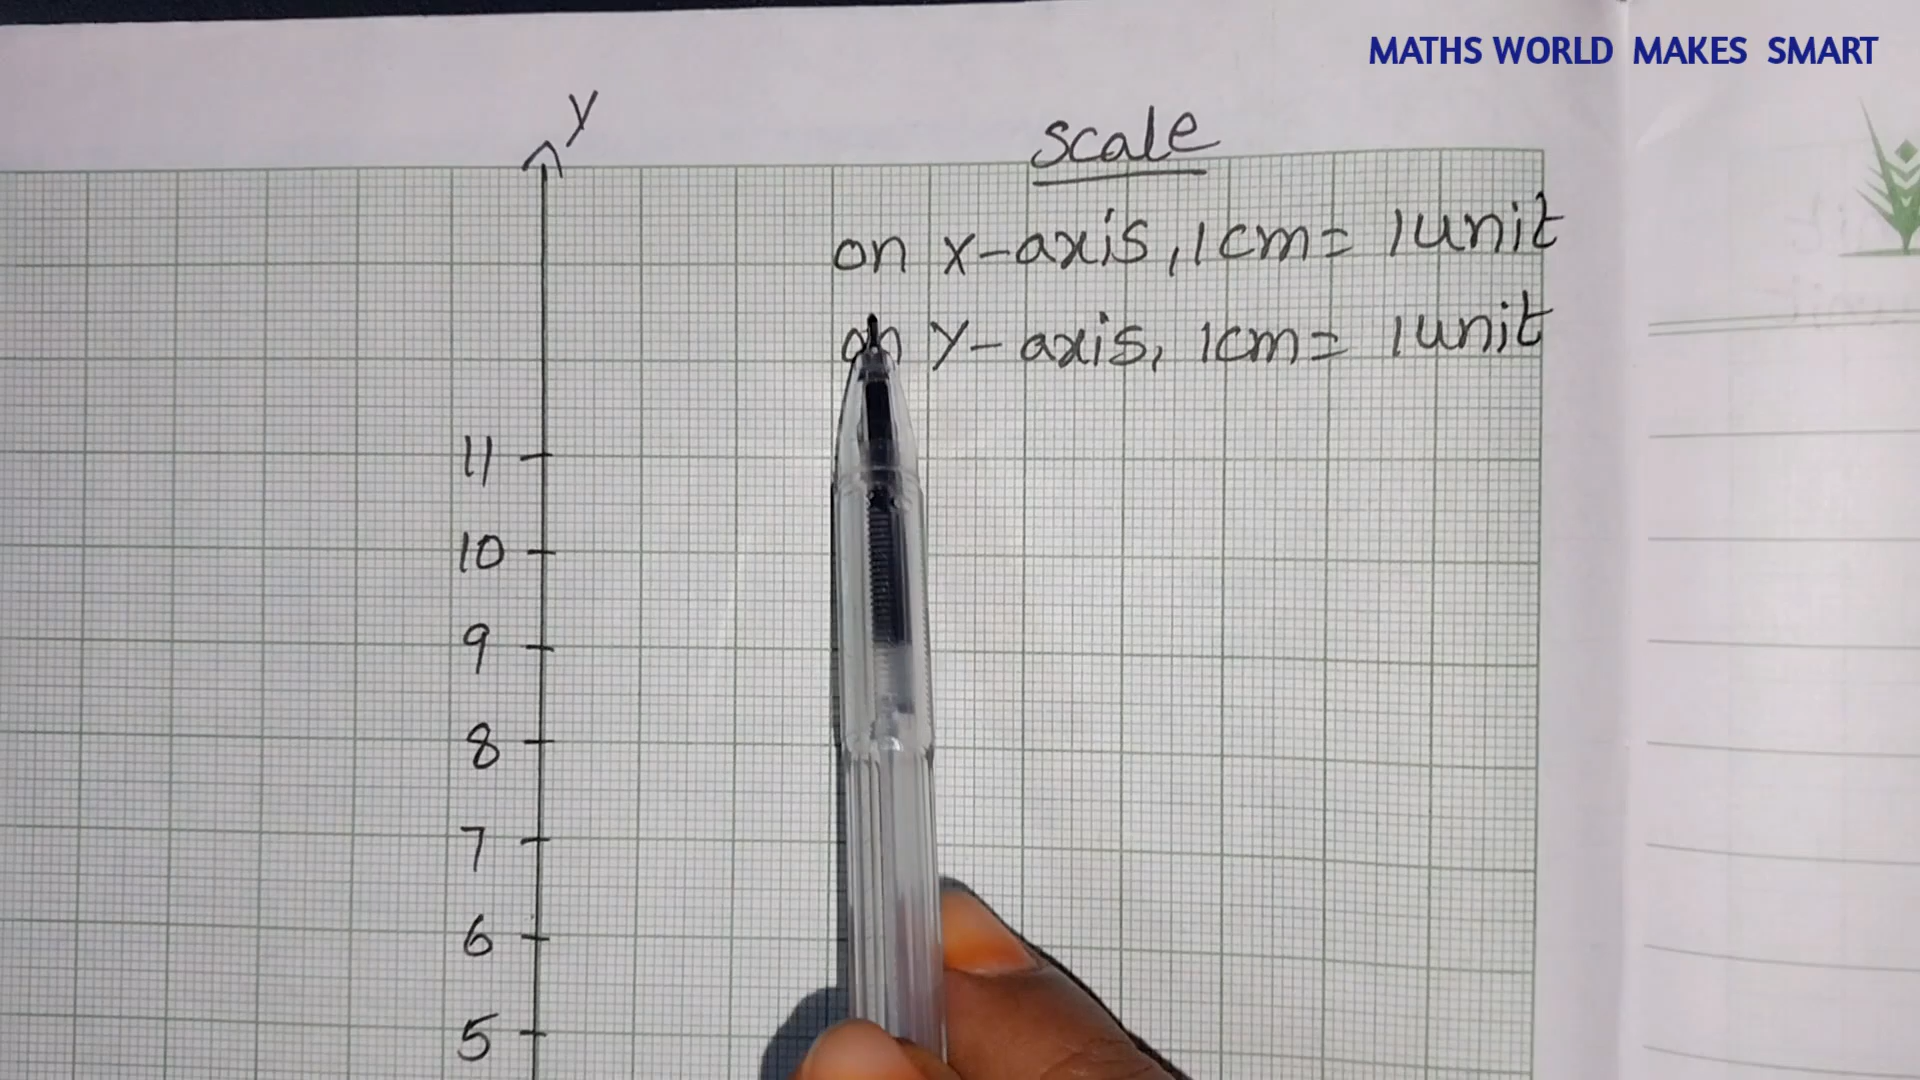 MATHS WORLD MAKES SMART
y
scale
on x-axis, 1cm = 1unit
on y-axis, 1cm = 1unit
11
10
9
8
7
6
5